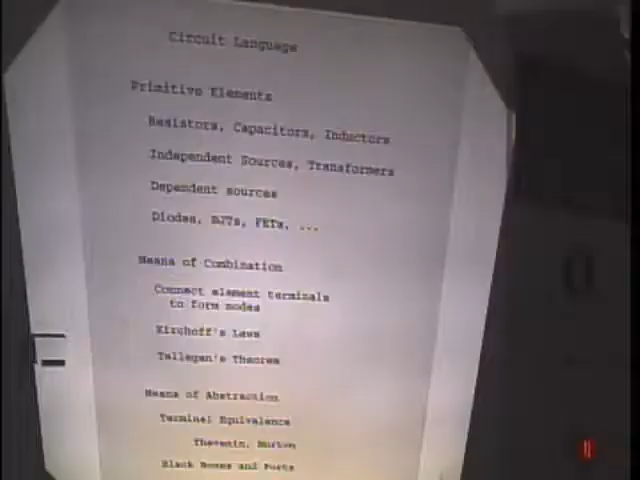 Circuit Language
Primitive Elements
Resistors, Capacitors, Inductors
Independent Sources, Transformers
Dependent sources
Diodes, BJTs, FETs, ...
Means of Combination
Connect element terminals
to form nodes
Kirchoff's Laws
Tellegen's Theorem
Means of Abstraction
Terminal Equivalence
Thevenin, Norton
Black Boxes and Ports